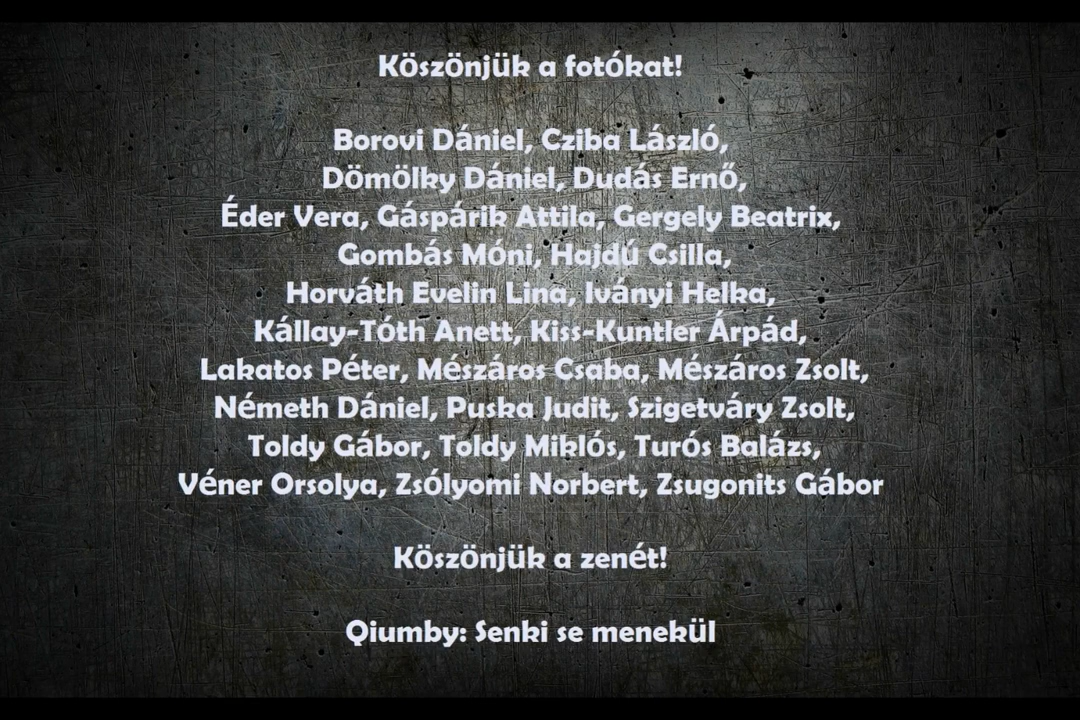 Köszönjük a fotókat!
Borovi Dániel, Cziba László,
Dömölky Dániel, Dudás Ernő,
Éder Vera, Gáspárik Attila, Gergely Beatrix,
Gombás Móni, Hajdú Csilla,
Horváth Evelin Lina, Iványi Helka,
Kállay-Tóth Anett, Kiss-Kuntler Árpád,
Lakatos Péter, Mészáros Csaba, Mészáros Zsolt,
Németh Dániel, Puska Judit, Szigetváry Zsolt,
Toldy Gábor, Toldy Miklós, Turós Balázs,
Véner Orsolya, Zsólyomi Norbert, Zsugonits Gábor
Köszönjük a zenét!
Qiumby: Senki se menekül